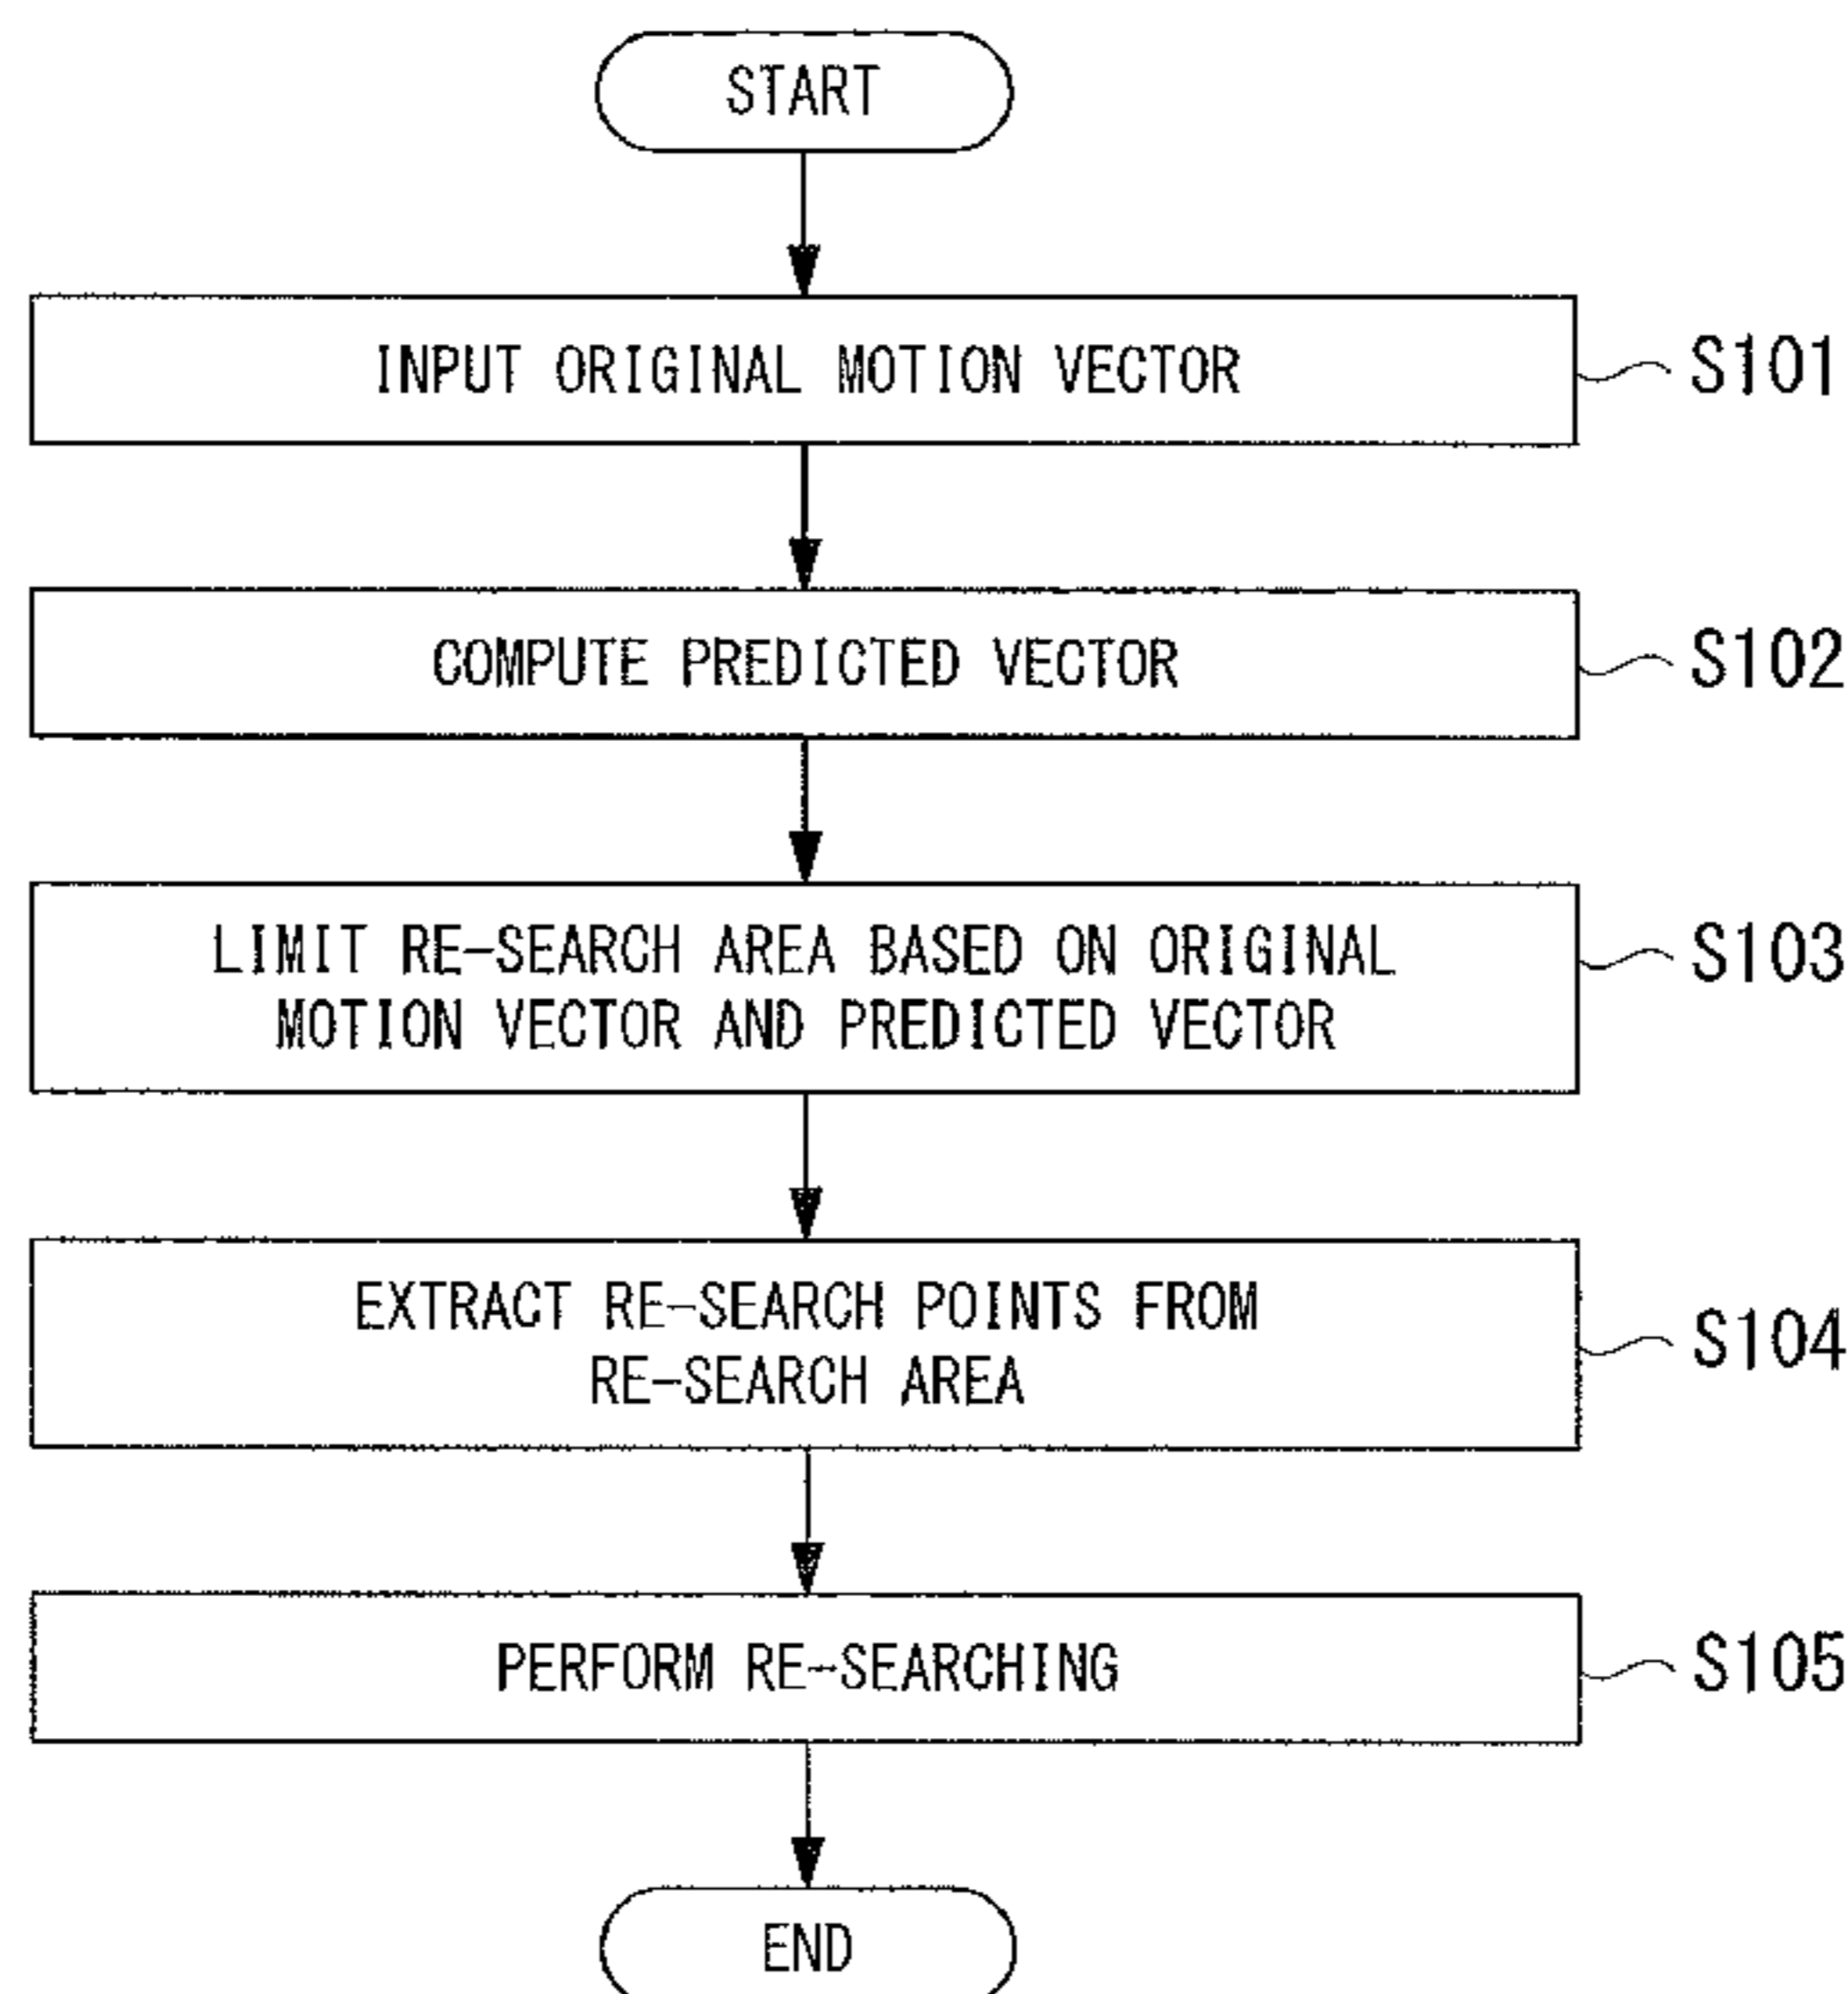 START
INPUT ORIGINAL MOTION VECTOR
S101
COMPUTE PREDICTED VECTOR
S102
LIMIT RE-SEARCH AREA BASED ON ORIGINAL
MOTION VECTOR AND PREDICTED VECTOR
S103
EXTRACT RE-SEARCH POINTS FROM
RE-SEARCH AREA
S104
PERFORM RE-SEARCHING
S105
END